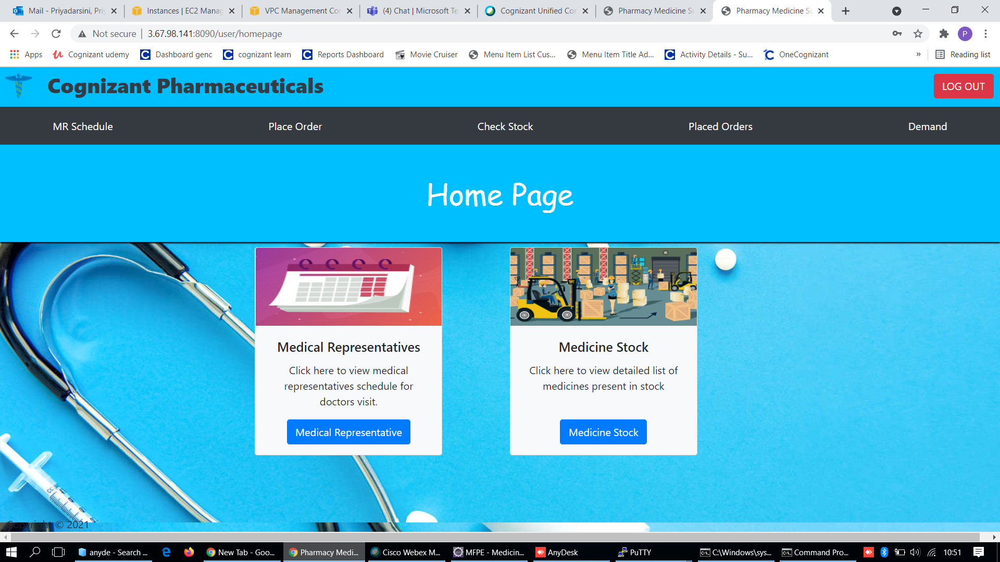 Mail - Priyadarsini, Priy
Instances | EC2 Manag
VPC Management Con
(4) Chat | Microsoft Te
Cognizant Unified Con
Pharmacy Medicine Su
Pharmacy Medicine Su
Not secure
3.67.98.141:8090/user/homepage
P
Apps
Cognizant udemy
Dashboard genc
cognizant learn
Reports Dashboard
Movie Cruiser
Menu Item List Cus...
Menu Item Title Ad...
Activity Details - Su...
OneCognizant
»
Reading list
Cognizant Pharmaceuticals
LOG OUT
MR Schedule
Place Order
Check Stock
Placed Orders
Demand
Home Page
Medical Representatives
Click here to view medical
representatives schedule for
doctors visit.
Medical Representative
Medicine Stock
Click here to view detailed list of
medicines present in stock
Medicine Stock
Copyright © 2021
anyde - Search ...
New Tab - Goo...
Pharmacy Medi...
Cisco Webex M...
MFPE - Medicin...
AnyDesk
PuTTY
C:\Windows\sys...
Command Pro...
10:51